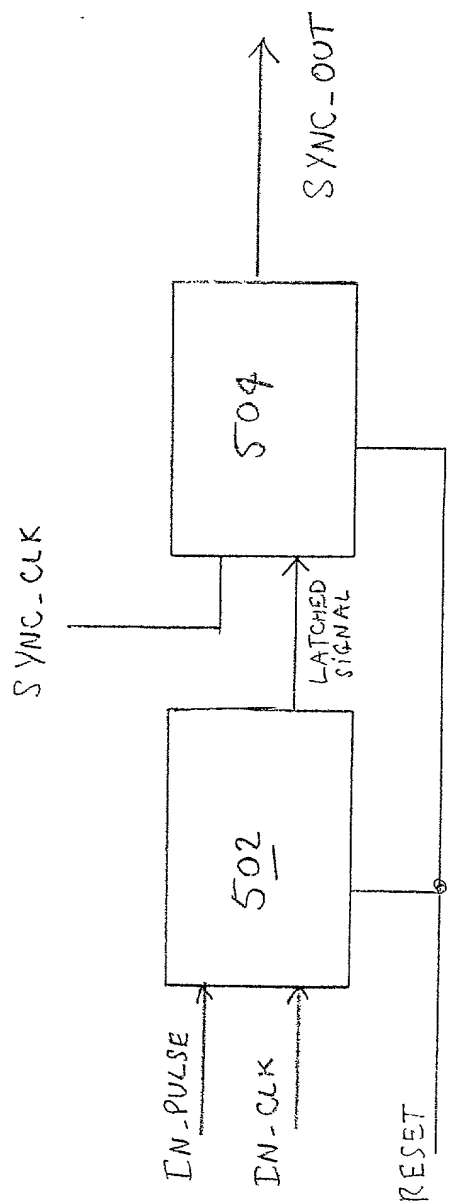 SYNC_CLK
SYNC_OUT
504
LATCHED
SIGNAL
502
IN_PULSE
IN_CLK
RESET